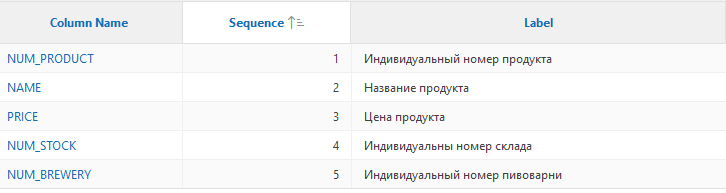 Column Name Sequence Label
NUM_PRODUCT 1 Индивидуальный номер продукта
NAME 2 Название продукта
PRICE 3 Цена продукта
NUM_STOCK 4 Индивидуальны номер склада
NUM_BREWERY 5 Индивидуальный номер пивоварни